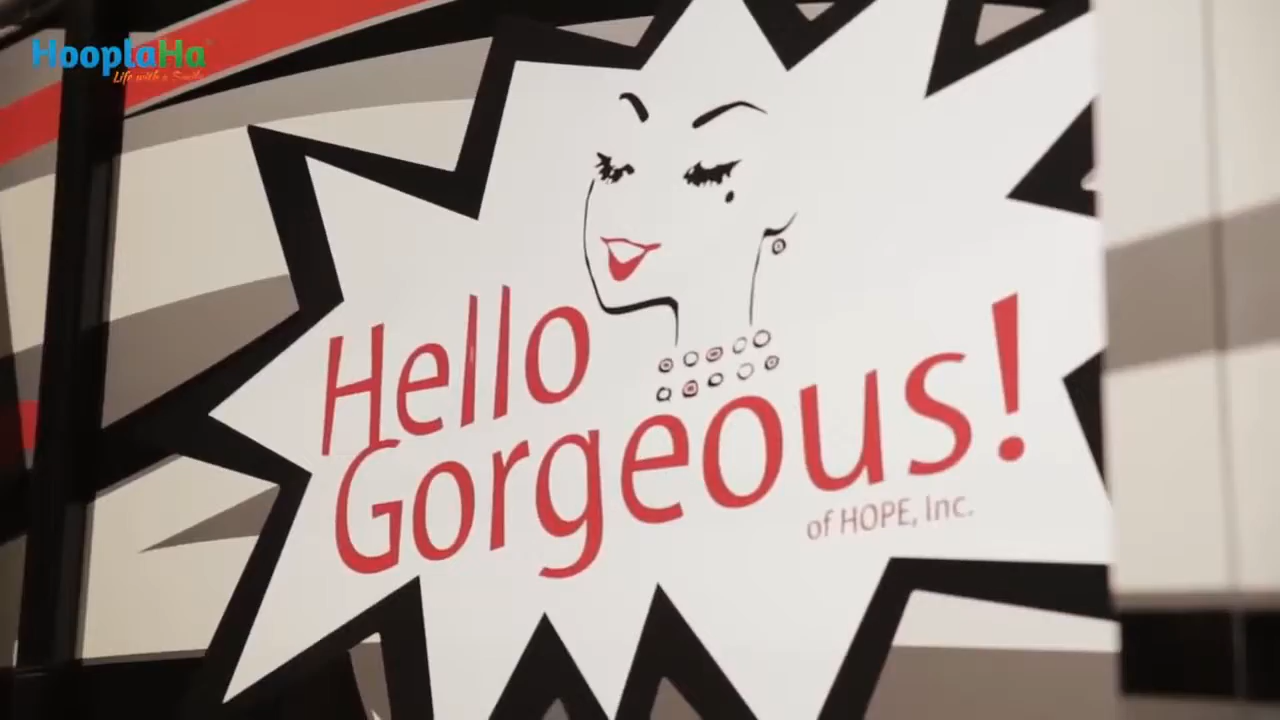 HooplaHa
Life with a Smile
Hello
Gorgeous!
of HOPE, Inc.